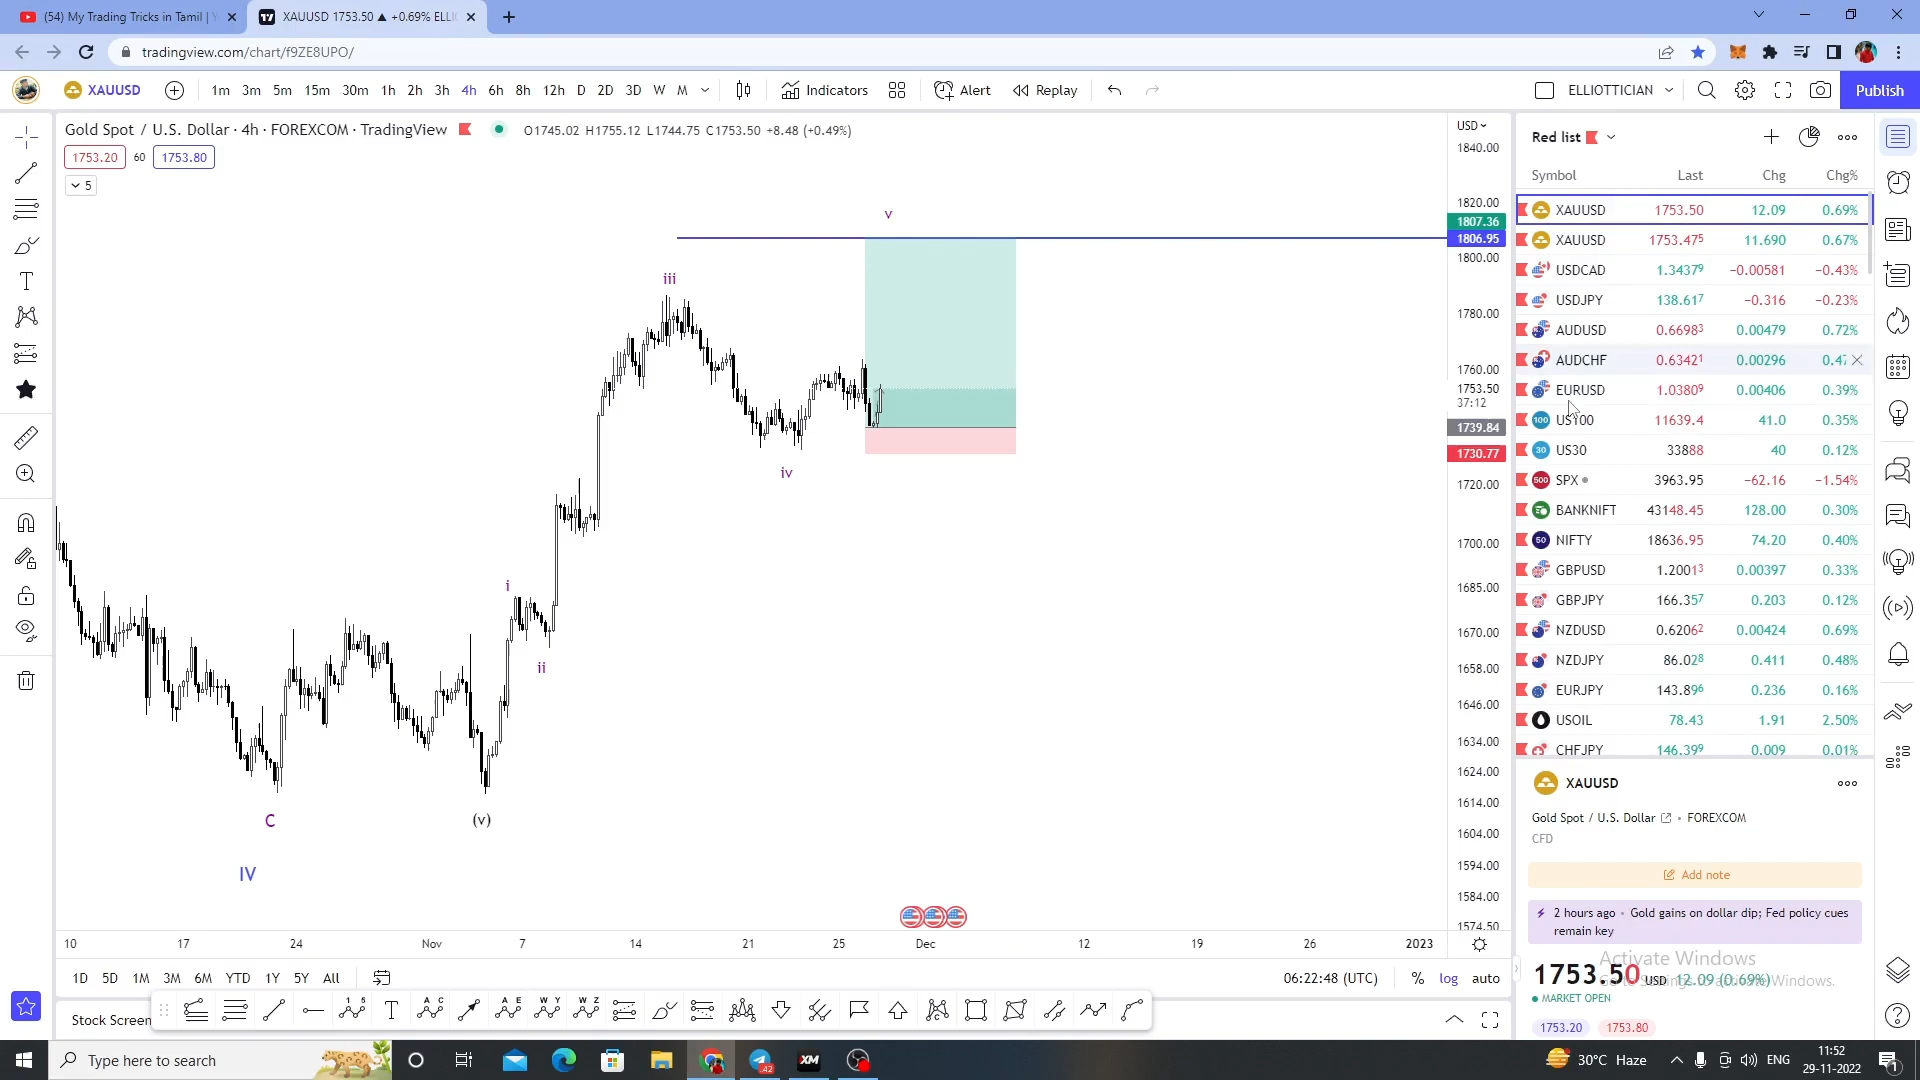 (54) My Trading Tricks in Tamil |
XAUUSD 1753.50 ▲ +0.69% ELLI
tradingview.com/chart/f9ZE8UPO/
XAUUSD 1m 3m 5m 15m 30m 1h 2h 3h 4h 6h 8h 12h D 2D 3D W M Indicators Alert Replay ELLIOTTICIAN Publish
Gold Spot / U.S. Dollar · 4h · FOREXCOM · TradingView O1745.02 H1755.12 L1744.75 C1753.50 +8.48 (+0.49%)
1753.20 60 1753.80
5
USD
1840.00
1820.00
1807.36
1806.95
1800.00
1780.00
1760.00
1753.50
37:12
1739.84
1730.77
1720.00
1700.00
1685.00
1670.00
1658.00
1646.00
1634.00
1624.00
1614.00
1604.00
1594.00
1584.00
1574.50
v
iii
iv
i
ii
C
(v)
IV
10 17 24 Nov 7 14 21 25 Dec 12 19 26 2023
1D 5D 1M 3M 6M YTD 1Y 5Y All 06:22:48 (UTC) % log auto
Stock Screen
Red list
Symbol Last Chg Chg%
XAUUSD 1753.50 12.09 0.69%
XAUUSD 1753.475 11.690 0.67%
USDCAD 1.34379 −0.00581 −0.43%
USDJPY 138.617 −0.316 −0.23%
AUDUSD 0.66983 0.00479 0.72%
AUDCHF 0.63421 0.00296 0.47
EURUSD 1.03809 0.00406 0.39%
US100 11639.4 41.0 0.35%
US30 33888 40 0.12%
SPX 3963.95 −62.16 −1.54%
BANKNIFT 43148.45 128.00 0.30%
NIFTY 18636.95 74.20 0.40%
GBPUSD 1.20013 0.00397 0.33%
GBPJPY 166.357 0.203 0.12%
NZDUSD 0.62062 0.00424 0.69%
NZDJPY 86.028 0.411 0.48%
EURJPY 143.896 0.236 0.16%
USOIL 78.43 1.91 2.50%
CHFJPY 146.399 0.009 0.01%
XAUUSD
Gold Spot / U.S. Dollar • FOREXCOM
CFD
Add note
2 hours ago • Gold gains on dollar dip; Fed policy cues
remain key
Activate Windows
Go to Settings to activate Windows.
1753.50 USD 12.09 (0.69%)
MARKET OPEN
1753.20 1753.80
Type here to search
30°C Haze ENG 11:52
29-11-2022